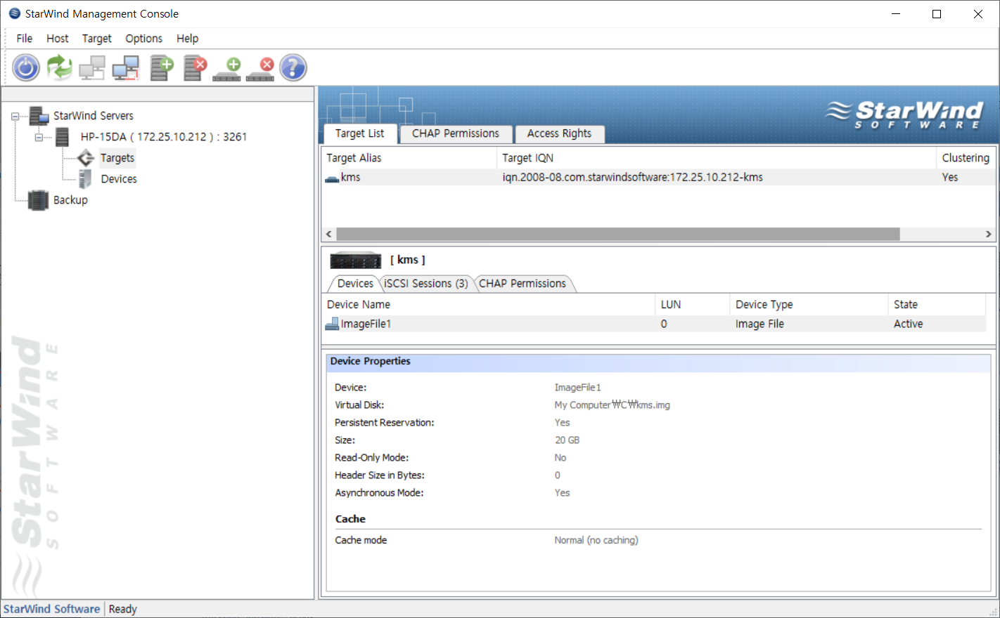 StarWind Management Console
File Host Target Options Help
StarWind Servers
HP-15DA ( 172.25.10.212 ) : 3261
Targets
Devices
Backup
StarWind
SOFTWARE
StarWind
SOFTWARE
Target List CHAP Permissions Access Rights
Target Alias Target IQN Clustering
kms iqn.2008-08.com.starwindsoftware:172.25.10.212-kms Yes
[ kms ]
Devices iSCSI Sessions (3) CHAP Permissions
Device Name LUN Device Type State
ImageFile1 0 Image File Active
Device Properties
Device: ImageFile1
Virtual Disk: My Computer₩C₩kms.img
Persistent Reservation: Yes
Size: 20 GB
Read-Only Mode: No
Header Size in Bytes: 0
Asynchronous Mode: Yes
Cache
Cache mode Normal (no caching)
StarWind Software Ready